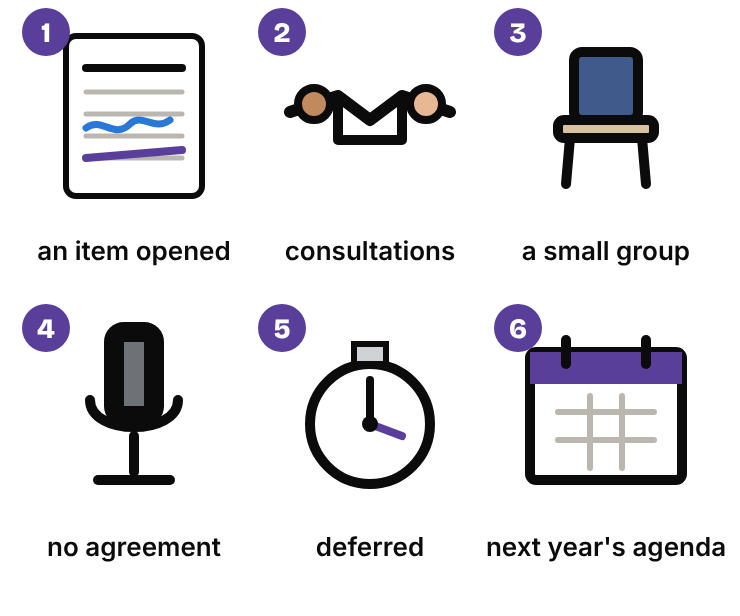 1
an item opened
2
consultations
3
a small group
4
no agreement
5
deferred
6
next year's agenda